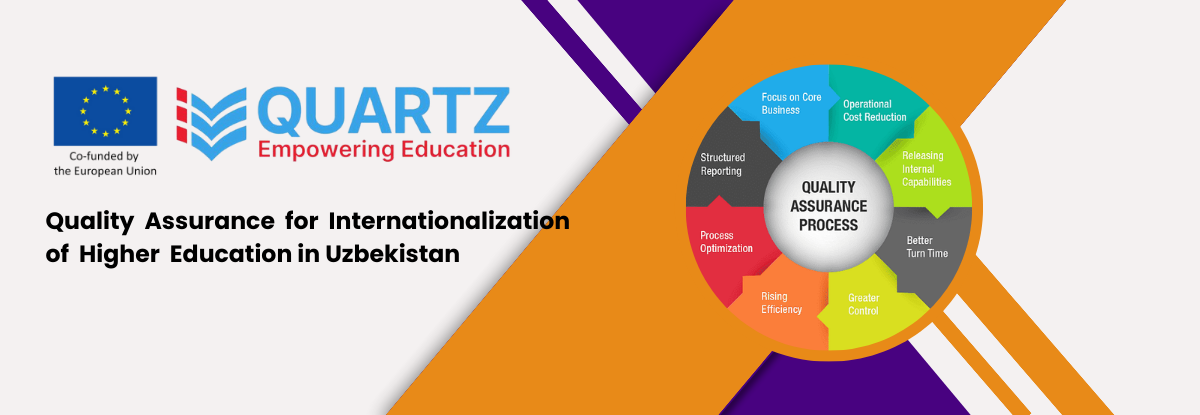 QUARTZ
Empowering Education
Co-funded by
the European Union
Quality Assurance for Internationalization
of Higher Education in Uzbekistan
Focus on Core
Business
Operational
Cost Reduction
Releasing
Internal
Capabilities
Better
Turn Time
Greater
Control
Rising
Efficiency
Process
Optimization
Structured
Reporting
QUALITY
ASSURANCE
PROCESS